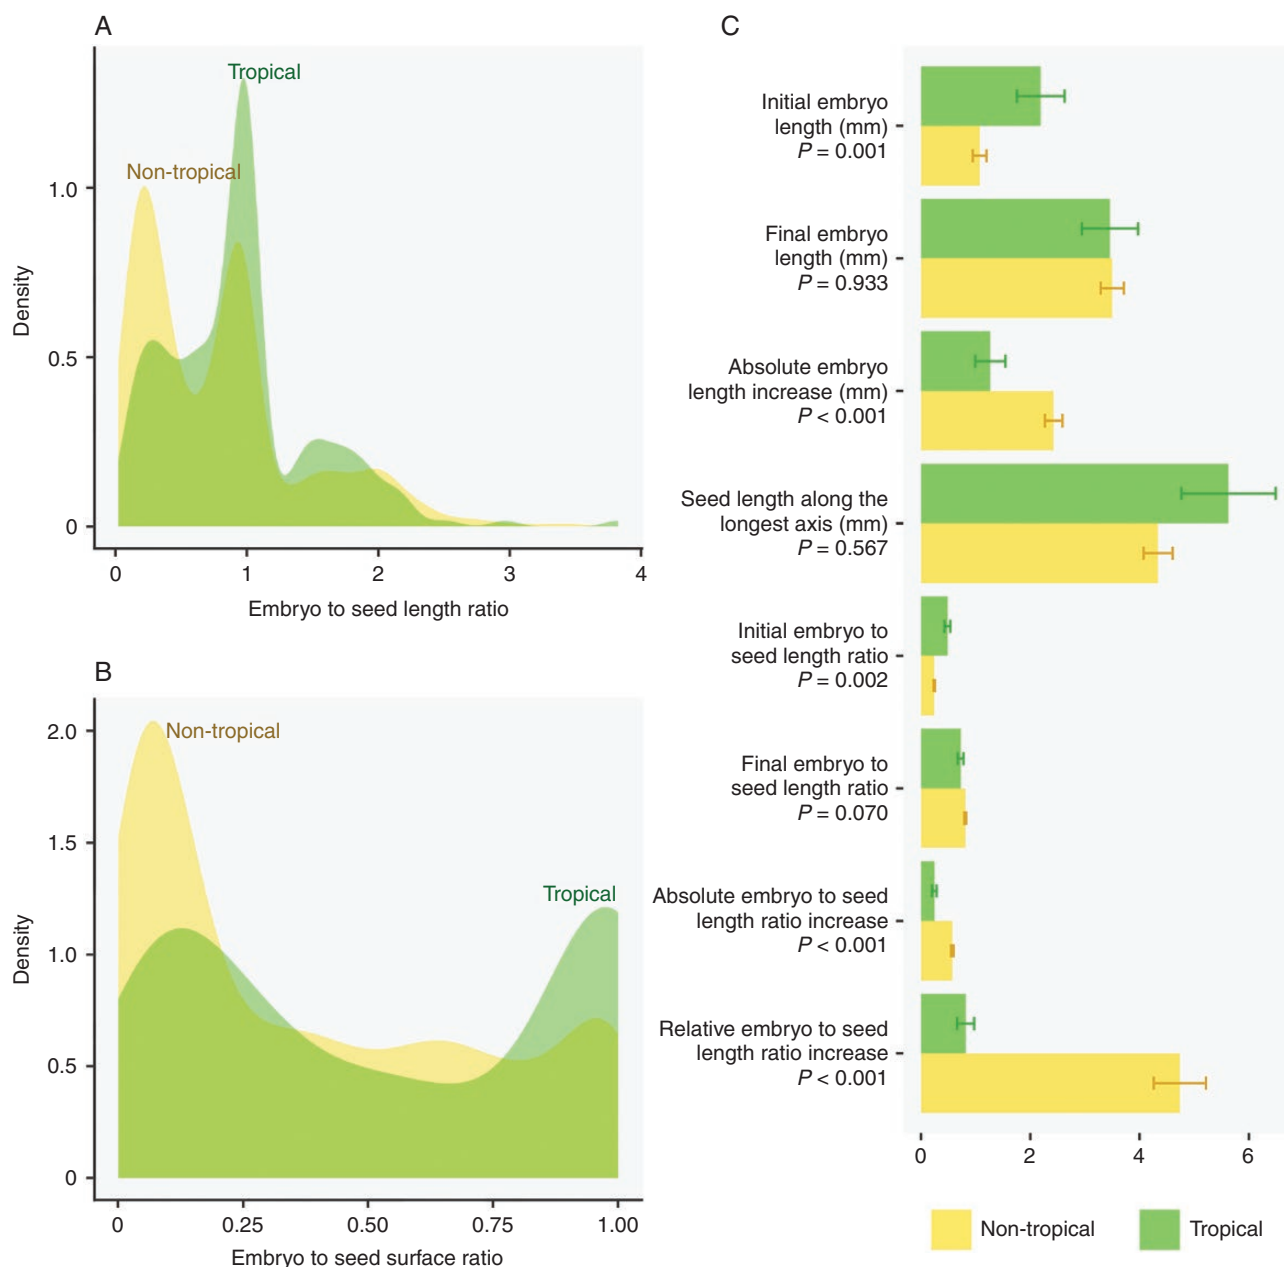 A
Tropical
Non-tropical
1.0
0.5
0
Density
0 1 2 3 4
Embryo to seed length ratio
B
Non-tropical
Tropical
2.0
1.5
1.0
0.5
0
Density
0 0.25 0.50 0.75 1.00
Embryo to seed surface ratio
C
Initial embryo
length (mm)
P = 0.001
Final embryo
length (mm)
P = 0.933
Absolute embryo
length increase (mm)
P < 0.001
Seed length along the
longest axis (mm)
P = 0.567
Initial embryo to
seed length ratio
P = 0.002
Final embryo to
seed length ratio
P = 0.070
Absolute embryo to seed
length ratio increase
P < 0.001
Relative embryo to seed
length ratio increase
P < 0.001
0 2 4 6
Non-tropical Tropical